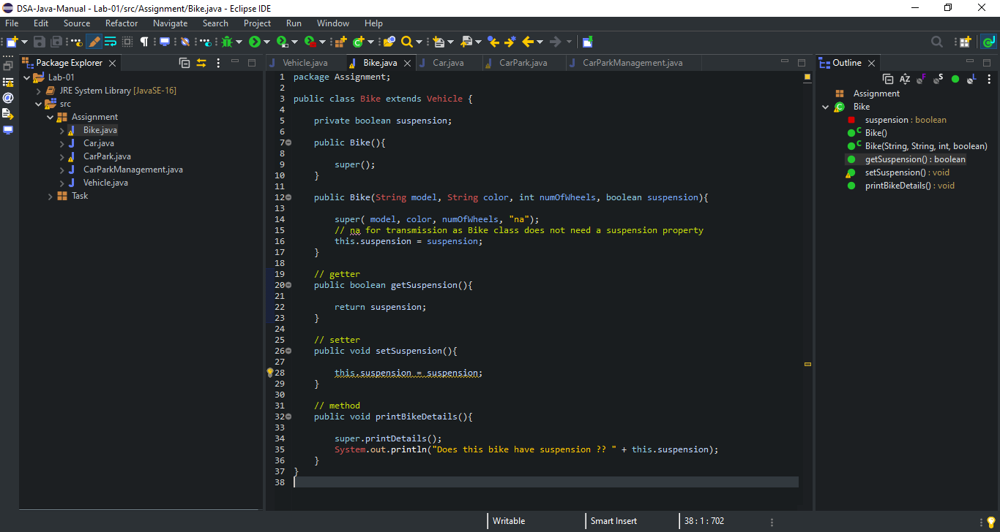 DSA-Java-Manual - Lab-01/src/Assignment/Bike.java - Eclipse IDE
File Edit Source Refactor Navigate Search Project Run Window Help
Package Explorer
Lab-01
JRE System Library [JavaSE-16]
src
Assignment
Bike.java
Car.java
CarPark.java
CarParkManagement.java
Vehicle.java
Task
Vehicle.java Bike.java Car.java CarPark.java CarParkManagement.java
1 package Assignment;
2
3 public class Bike extends Vehicle {
4
5 private boolean suspension;
6
7 public Bike(){
8
9 super();
10 }
11
12 public Bike(String model, String color, int numOfWheels, boolean suspension){
13
14 super( model, color, numOfWheels, "na");
15 // na for transmission as Bike class does not need a suspension property
16 this.suspension = suspension;
17 }
18
19 // getter
20 public boolean getSuspension(){
21
22 return suspension;
23 }
24
25 // setter
26 public void setSuspension(){
27
28 this.suspension = suspension;
29 }
30
31 // method
32 public void printBikeDetails(){
33
34 super.printDetails();
35 System.out.println("Does this bike have suspension ?? " + this.suspension);
36 }
37 }
38
Outline
Assignment
Bike
suspension : boolean
Bike()
Bike(String, String, int, boolean)
getSuspension() : boolean
setSuspension() : void
printBikeDetails() : void
Writable Smart Insert 38 : 1 : 702